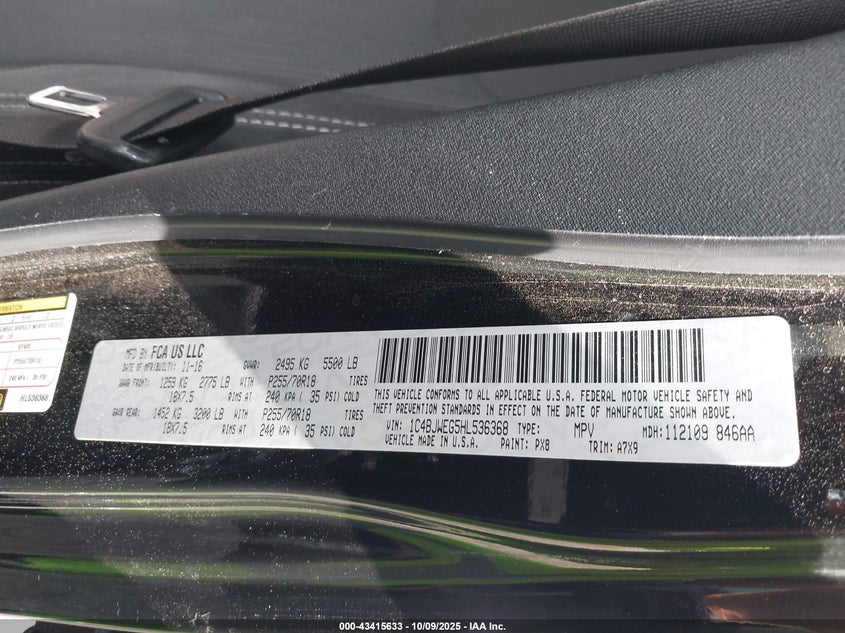 MFD BY FCA US LLC
DATE OF MFR(BUILT): 11-16 GVWR: 2495 KG 5500 LB
GAWR FRONT: 1259 KG 2775 LB WITH P255/70R18 TIRES
18X7.5 RIMS AT 240 KPA ( 35 PSI) COLD
GAWR REAR: 1452 KG 3200 LB WITH P255/70R18 TIRES
18X7.5 RIMS AT 240 KPA ( 35 PSI) COLD
THIS VEHICLE CONFORMS TO ALL APPLICABLE U.S.A. FEDERAL MOTOR VEHICLE SAFETY AND
THEFT PREVENTION STANDARDS IN EFFECT ON THE DATE OF MANUFACTURE SHOWN ABOVE.
VIN: 1C4BJWEG5HL536368 TYPE: MPV MDH: 112109 846AA
VEHICLE MADE IN U.S.A. PAINT: PX8 TRIM: A7X9
HL536368
000-43415633 - 10/09/2025 - IAA Inc.